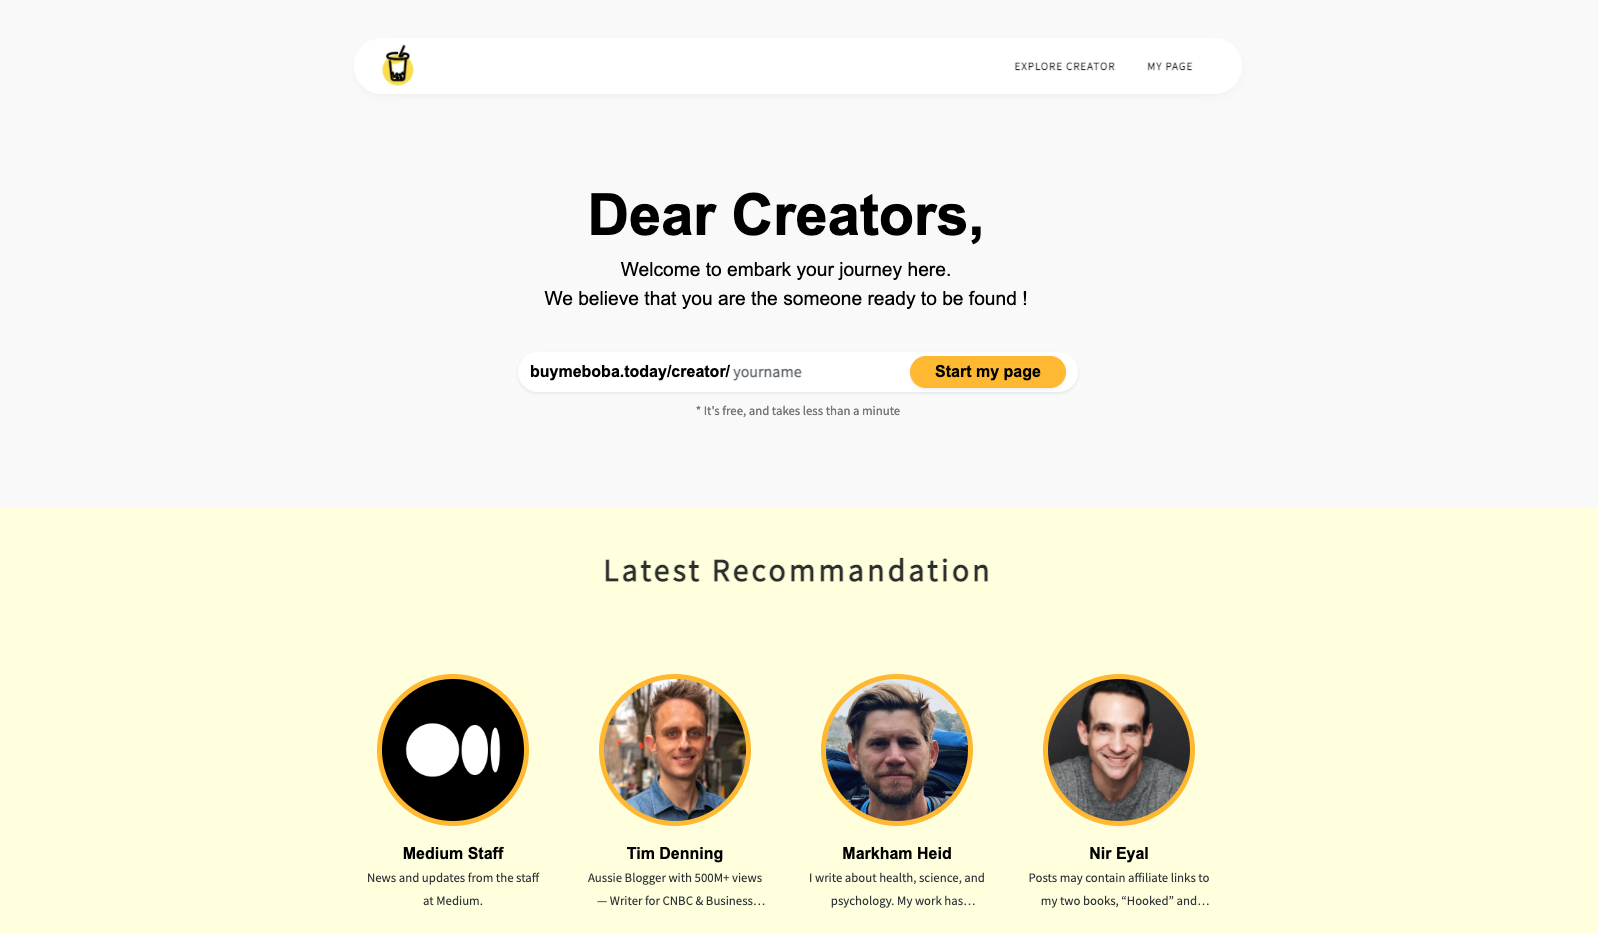 EXPLORE CREATOR
MY PAGE
Dear Creators,
Welcome to embark your journey here.
We believe that you are the someone ready to be found !
buymeboba.today/creator/ yourname
Start my page
* It's free, and takes less than a minute
Latest Recommandation
Medium Staff
News and updates from the staff
at Medium.
Tim Denning
Aussie Blogger with 500M+ views
— Writer for CNBC & Business…
Markham Heid
I write about health, science, and
psychology. My work has…
Nir Eyal
Posts may contain affiliate links to
my two books, “Hooked” and…